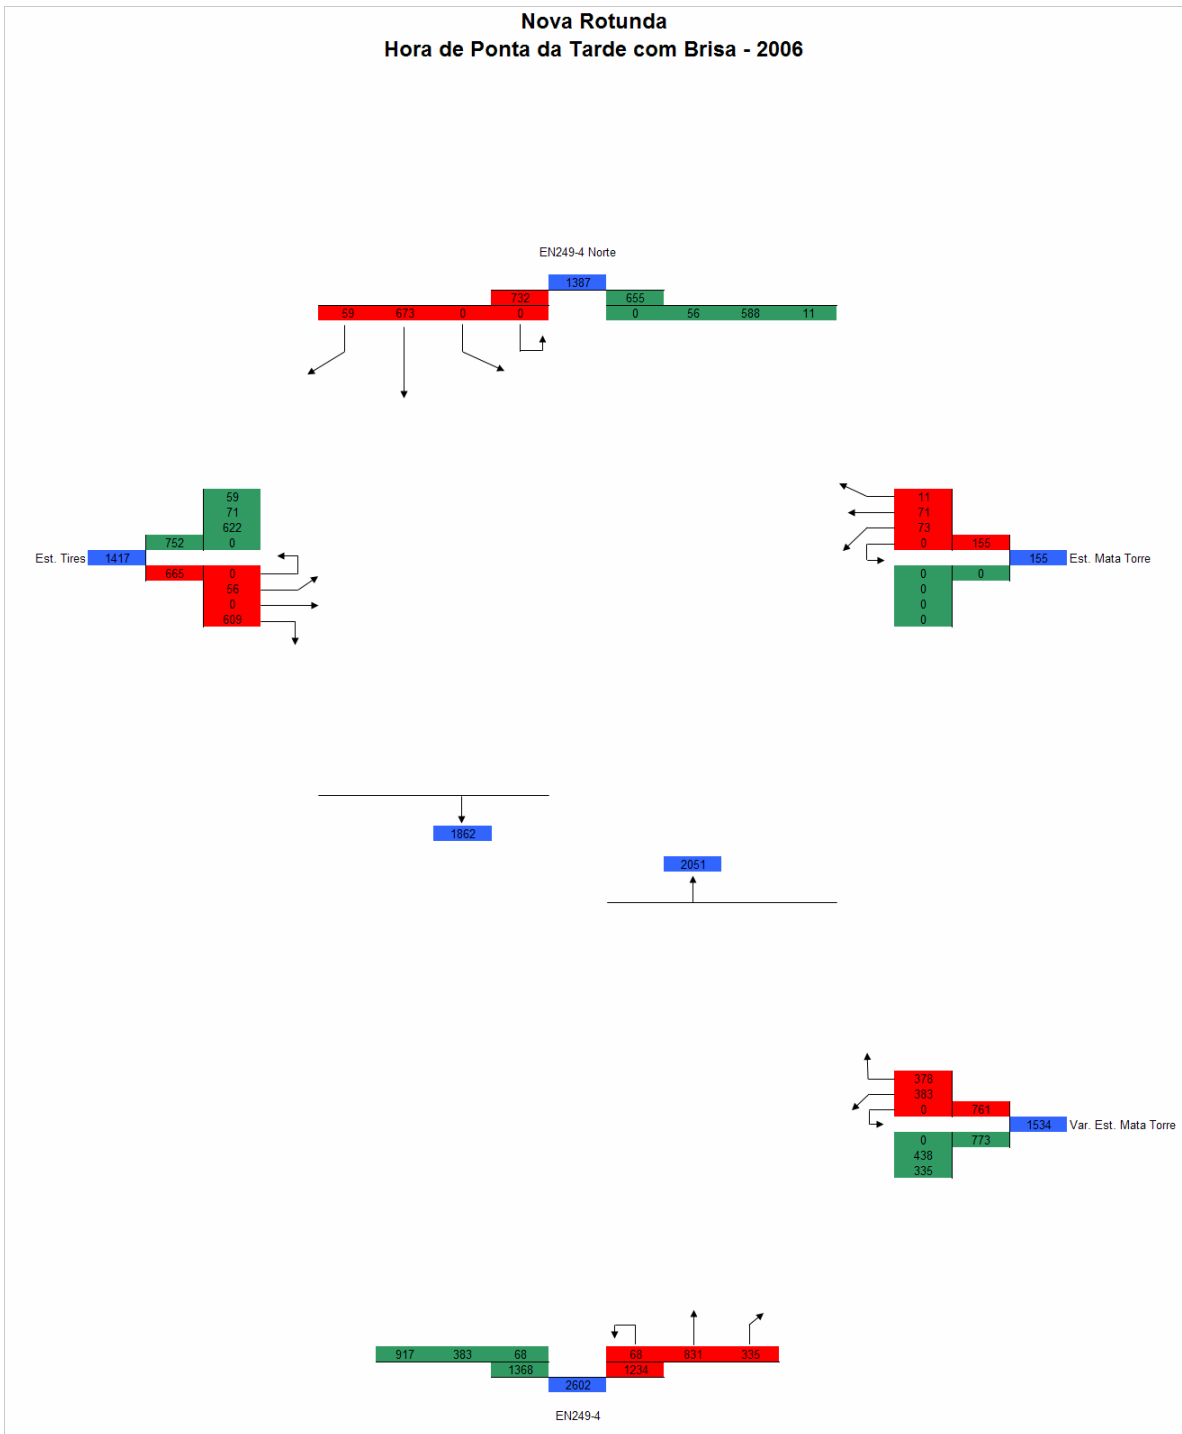 Nova Rotunda
Hora de Ponta da Tarde com Brisa - 2006
EN249-4 Norte
1387
732 655
59 673 0 0 0 56 588 11
59 11
71 71
622 73
752 0 0 155
Est. Tires 1417 155 Est. Mata Torre
665 0 0 0
56 0
0 0
609 0
1862
2051
378
383
0 761
1534 Var. Est. Mata Torre
0 773
438
335
917 383 68 68 831 335
1368 1234
2602
EN249-4